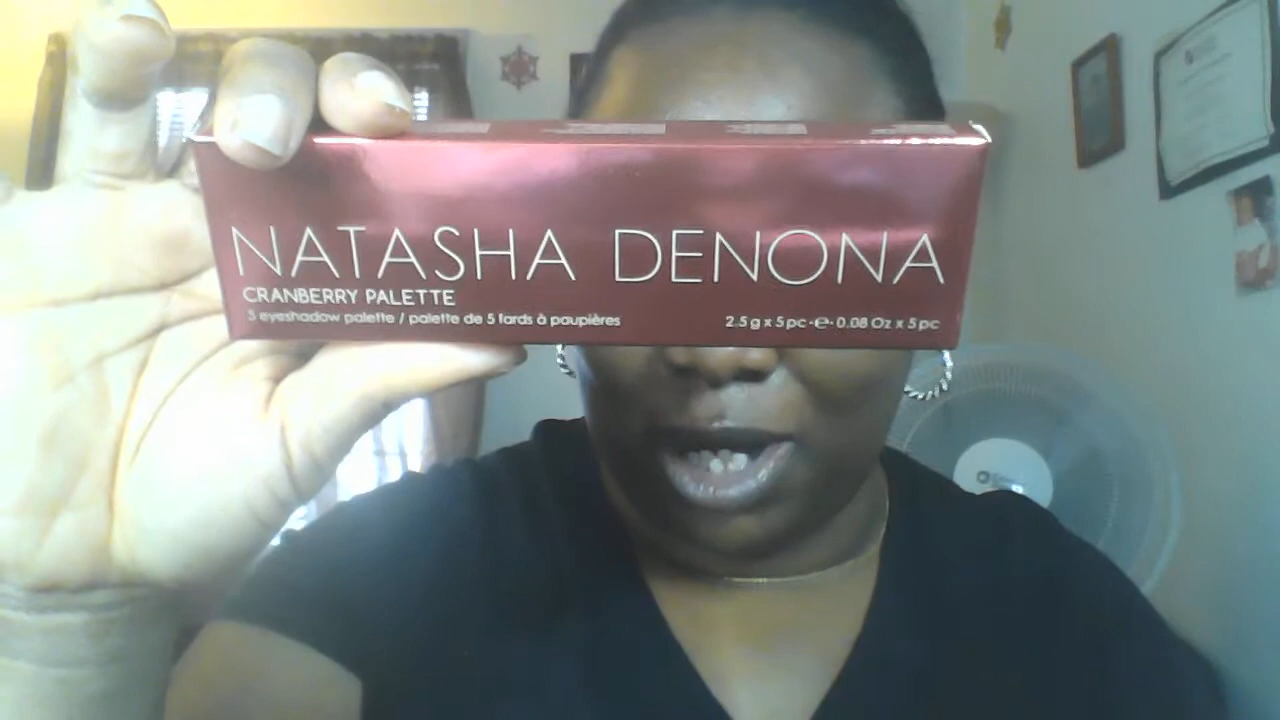 NATASHA DENONA
CRANBERRY PALETTE
5 eyeshadow palette / palette de 5 fards à paupières
2.5 g x 5 pc ·℮· 0.08 Oz x 5 pc